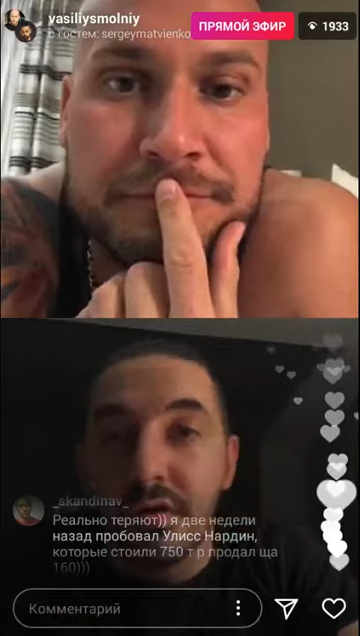 vasiliysmolniy
с гостем: sergeymatvienko
ПРЯМОЙ ЭФИР
1933
_skandinav_
Реально теряют)) я две недели
назад пробовал Улисс Нардин,
которые стоили 750 т р продал ща
160)))
Комментарий